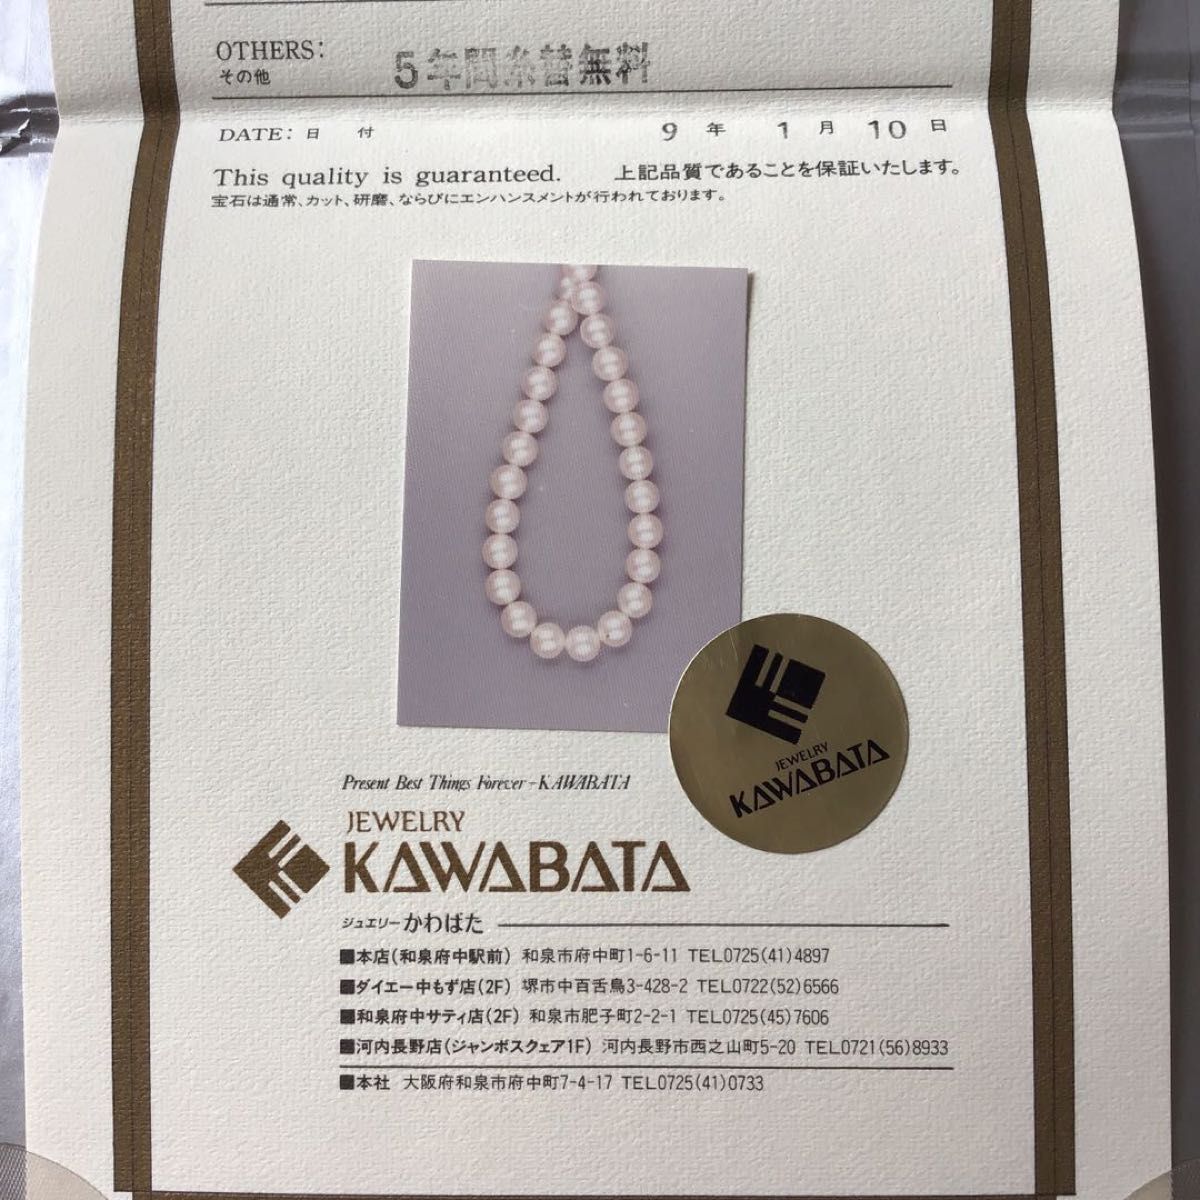 OTHERS:
その他 5年間糸替無料
DATE: 日 付 9 年 1 月 10 日
This quality is guaranteed. 上記品質であることを保証いたします。
宝石は通常、カット、研磨、ならびにエンハンスメントが行われております。
JEWELRY
KAWABATA
Present Best Things Forever-KAWABATA
JEWELRY
KAWABATA
ジュエリーかわばた
■本店(和泉府中駅前) 和泉市府中町1-6-11 TEL0725(41)4897
■ダイエー中もず店(2F) 堺市中百舌鳥3-428-2 TEL0722(52)6566
■和泉府中サティ店(2F) 和泉市肥子町2-2-1 TEL0725(45)7606
■河内長野店(ジャンボスクェア1F) 河内長野市西之山町5-20 TEL0721(56)8933
■本社 大阪府和泉市府中町7-4-17 TEL0725(41)0733